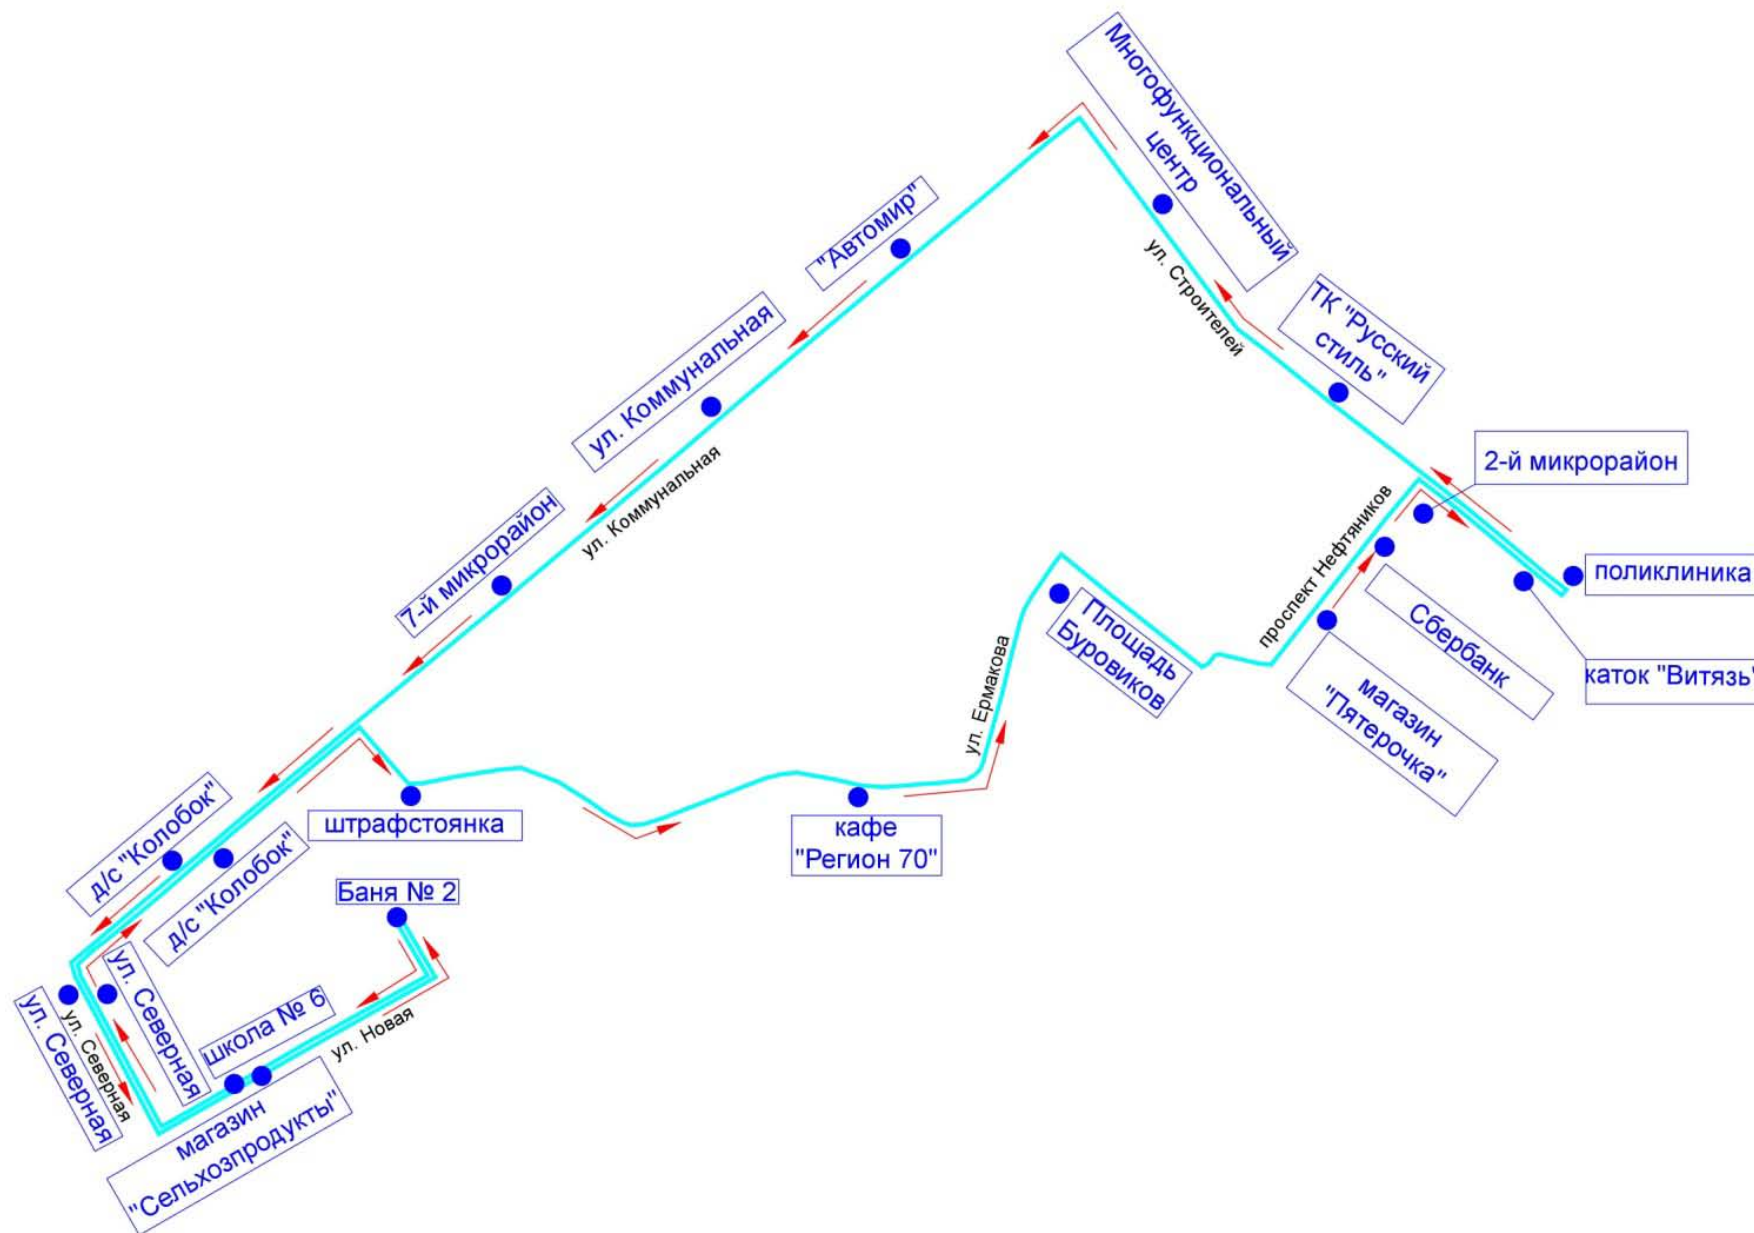 Многофункциональный
центр
"Автомир"
ул. Строителей
ТК "Русский
стиль"
ул. Коммунальная
ул. Коммунальная
2-й микрорайон
7-й микрорайон
проспект Нефтяников
поликлиника
Сбербанк
каток "Витязь"
магазин
"Пятерочка"
Площадь
Буровиков
ул. Ермакова
штрафстоянка
кафе
"Регион 70"
д/с "Колобок"
д/с "Колобок"
Баня № 2
ул. Северная
ул. Северная
ул. Северная
школа № 6
ул. Новая
магазин
"Сельхозпродукты"